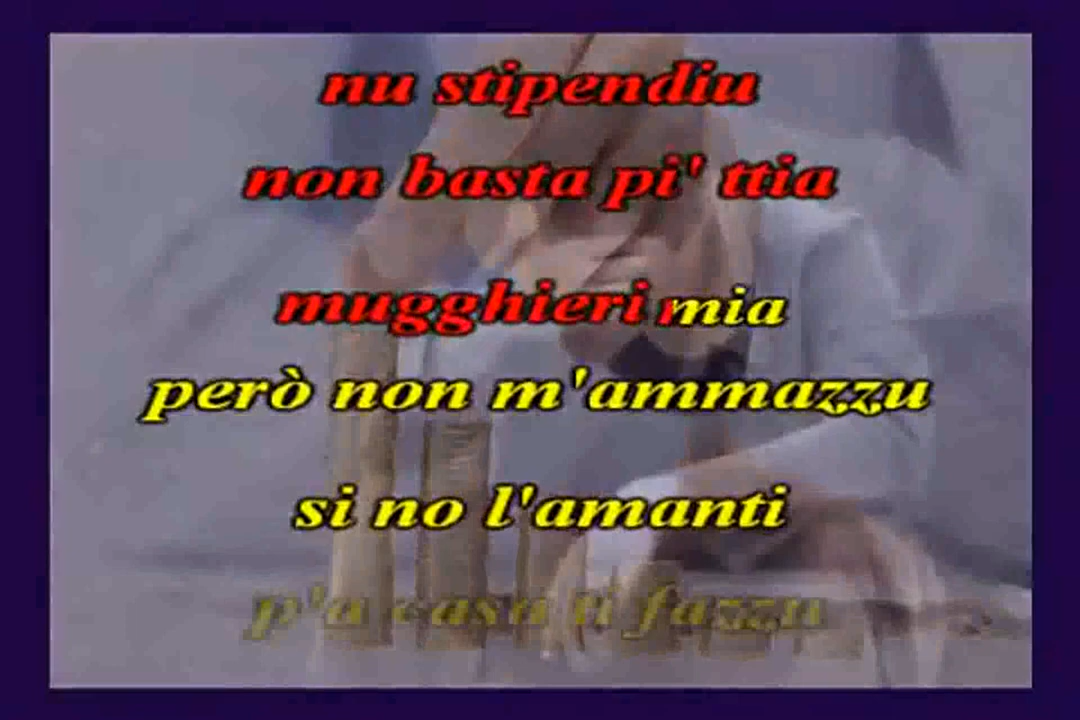 nu stipendiu
non basta pi' ttia
mugghieri mia
però non m'ammazzu
si no l'amanti
p'a casa ti fazzu